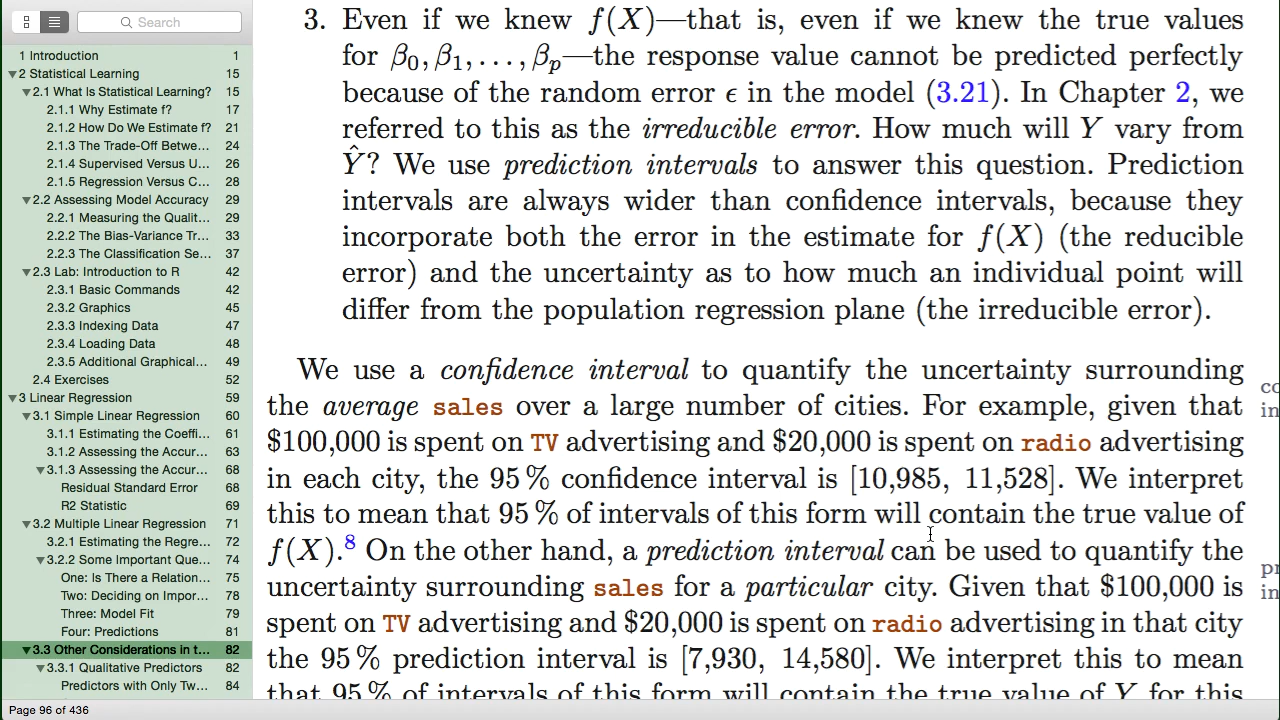 Search
1 Introduction 1
2 Statistical Learning 15
2.1 What Is Statistical Learning? 15
2.1.1 Why Estimate f? 17
2.1.2 How Do We Estimate f? 21
2.1.3 The Trade-Off Betwe... 24
2.1.4 Supervised Versus U... 26
2.1.5 Regression Versus C... 28
2.2 Assessing Model Accuracy 29
2.2.1 Measuring the Qualit... 29
2.2.2 The Bias-Variance Tr... 33
2.2.3 The Classification Se... 37
2.3 Lab: Introduction to R 42
2.3.1 Basic Commands 42
2.3.2 Graphics 45
2.3.3 Indexing Data 47
2.3.4 Loading Data 48
2.3.5 Additional Graphical... 49
2.4 Exercises 52
3 Linear Regression 59
3.1 Simple Linear Regression 60
3.1.1 Estimating the Coeffi... 61
3.1.2 Assessing the Accur... 63
3.1.3 Assessing the Accur... 68
Residual Standard Error 68
R2 Statistic 69
3.2 Multiple Linear Regression 71
3.2.1 Estimating the Regre... 72
3.2.2 Some Important Que... 74
One: Is There a Relation... 75
Two: Deciding on Impor... 78
Three: Model Fit 79
Four: Predictions 81
3.3 Other Considerations in t... 82
3.3.1 Qualitative Predictors 82
Predictors with Only Tw... 84
Page 96 of 436
3. Even if we knew f(X)—that is, even if we knew the true values
for β0, β1, . . . , βp—the response value cannot be predicted perfectly
because of the random error ϵ in the model (3.21). In Chapter 2, we
referred to this as the irreducible error. How much will Y vary from
Ŷ? We use prediction intervals to answer this question. Prediction
intervals are always wider than confidence intervals, because they
incorporate both the error in the estimate for f(X) (the reducible
error) and the uncertainty as to how much an individual point will
differ from the population regression plane (the irreducible error).
We use a confidence interval to quantify the uncertainty surrounding
the average sales over a large number of cities. For example, given that
$100,000 is spent on TV advertising and $20,000 is spent on radio advertising
in each city, the 95 % confidence interval is [10,985, 11,528]. We interpret
this to mean that 95 % of intervals of this form will contain the true value of
f(X).8 On the other hand, a prediction interval can be used to quantify the
uncertainty surrounding sales for a particular city. Given that $100,000 is
spent on TV advertising and $20,000 is spent on radio advertising in that city
the 95 % prediction interval is [7,930, 14,580]. We interpret this to mean
that 95 % of intervals of this form will contain the true value of Y for this
co
in
pr
in